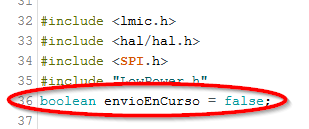 32 #include <lmic.h>
33 #include <hal/hal.h>
34 #include <SPI.h>
35 #include "LowPower.h"
36 boolean envioEnCurso = false;
37